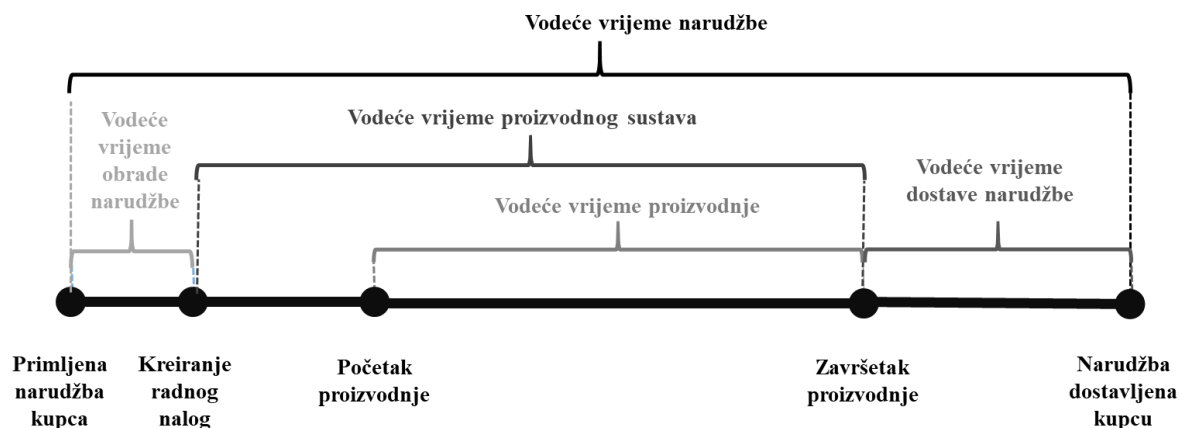 Vodeće vrijeme narudžbe
Vodeće
vrijeme
obrade
narudžbe
Vodeće vrijeme proizvodnog sustava
Vodeće vrijeme
dostave narudžbe
Vodeće vrijeme proizvodnje
Primljena
narudžba
kupca
Kreiranje
radnog
nalog
Početak
proizvodnje
Završetak
proizvodnje
Narudžba
dostavljena
kupcu